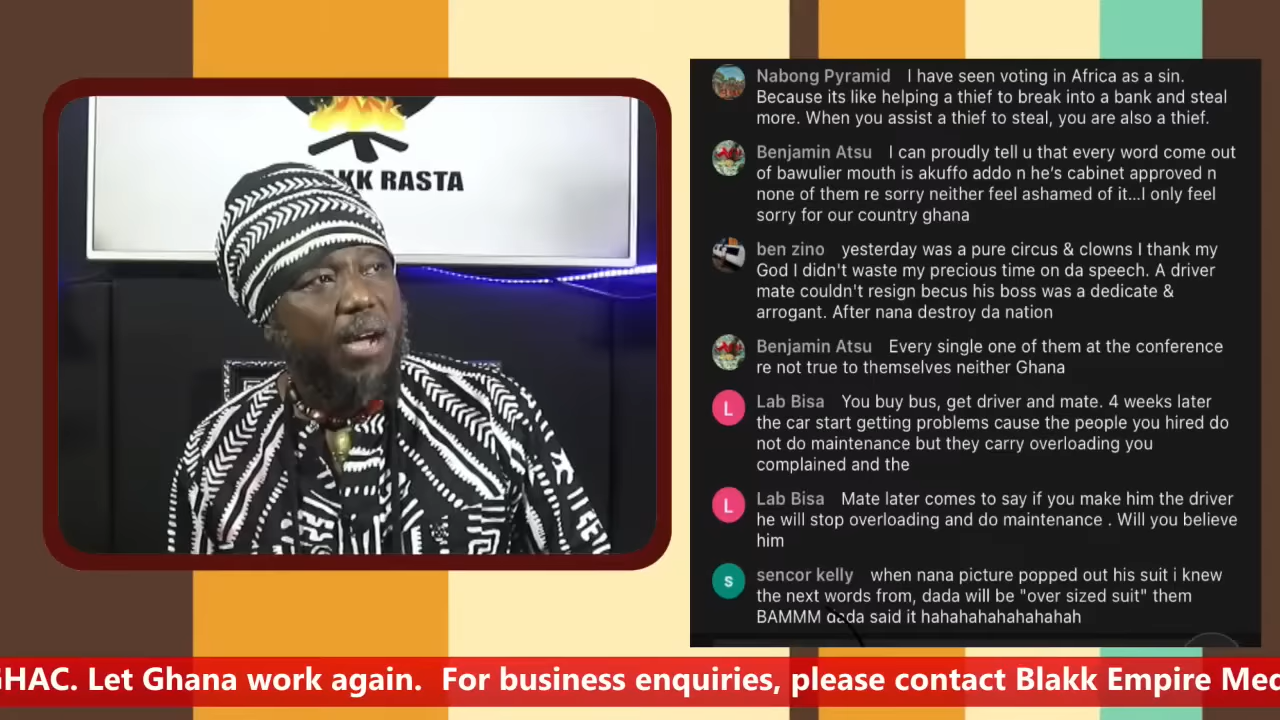 AKK RASTA
Nabong Pyramid I have seen voting in Africa as a sin.
Because its like helping a thief to break into a bank and steal
more. When you assist a thief to steal, you are also a thief.
Benjamin Atsu I can proudly tell u that every word come out
of bawulier mouth is akuffo addo n he's cabinet approved n
none of them re sorry neither feel ashamed of it...I only feel
sorry for our country ghana
ben zino yesterday was a pure circus & clowns I thank my
God I didn't waste my precious time on da speech. A driver
mate couldn't resign becus his boss was a dedicate &
arrogant. After nana destroy da nation
Benjamin Atsu Every single one of them at the conference
re not true to themselves neither Ghana
L
Lab Bisa You buy bus, get driver and mate. 4 weeks later
the car start getting problems cause the people you hired do
not do maintenance but they carry overloading you
complained and the
L
Lab Bisa Mate later comes to say if you make him the driver
he will stop overloading and do maintenance . Will you believe
him
s
sencor kelly when nana picture popped out his suit i knew
the next words from, dada will be "over sized suit" them
BAMMM dada said it hahahahahahahahah
GHAC. Let Ghana work again. For business enquiries, please contact Blakk Empire Med